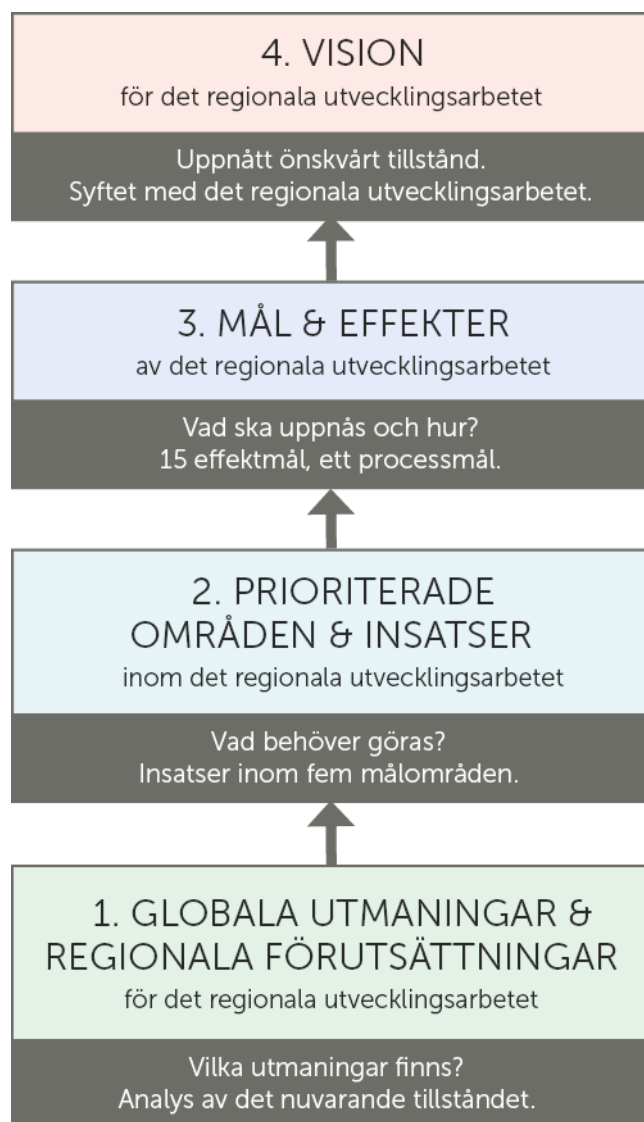 4. VISION
för det regionala utvecklingsarbetet
Uppnått önskvärt tillstånd.
Syftet med det regionala utvecklingsarbetet.
3. MÅL & EFFEKTER
av det regionala utvecklingsarbetet
Vad ska uppnås och hur?
15 effektmål, ett processmål.
2. PRIORITERADE
OMRÅDEN & INSATSER
inom det regionala utvecklingsarbetet
Vad behöver göras?
Insatser inom fem målområden.
1. GLOBALA UTMANINGAR &
REGIONALA FÖRUTSÄTTNINGAR
för det regionala utvecklingsarbetet
Vilka utmaningar finns?
Analys av det nuvarande tillståndet.